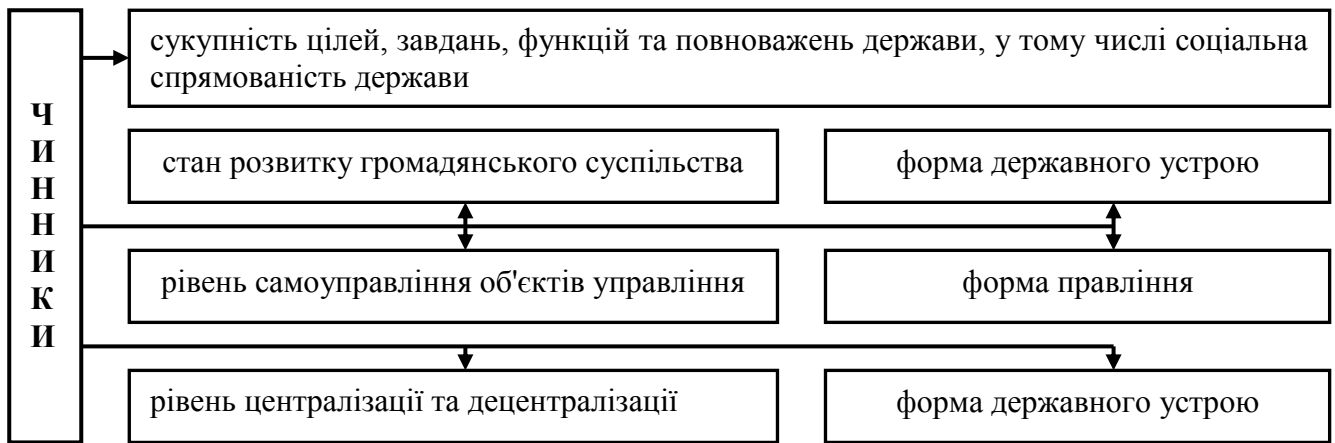 ЧИННИКИ
сукупність цілей, завдань, функцій та повноважень держави, у тому числі соціальна
спрямованість держави
стан розвитку громадянського суспільства
форма державного устрою
рівень самоуправління об'єктів управління
форма правління
рівень централізації та децентралізації
форма державного устрою